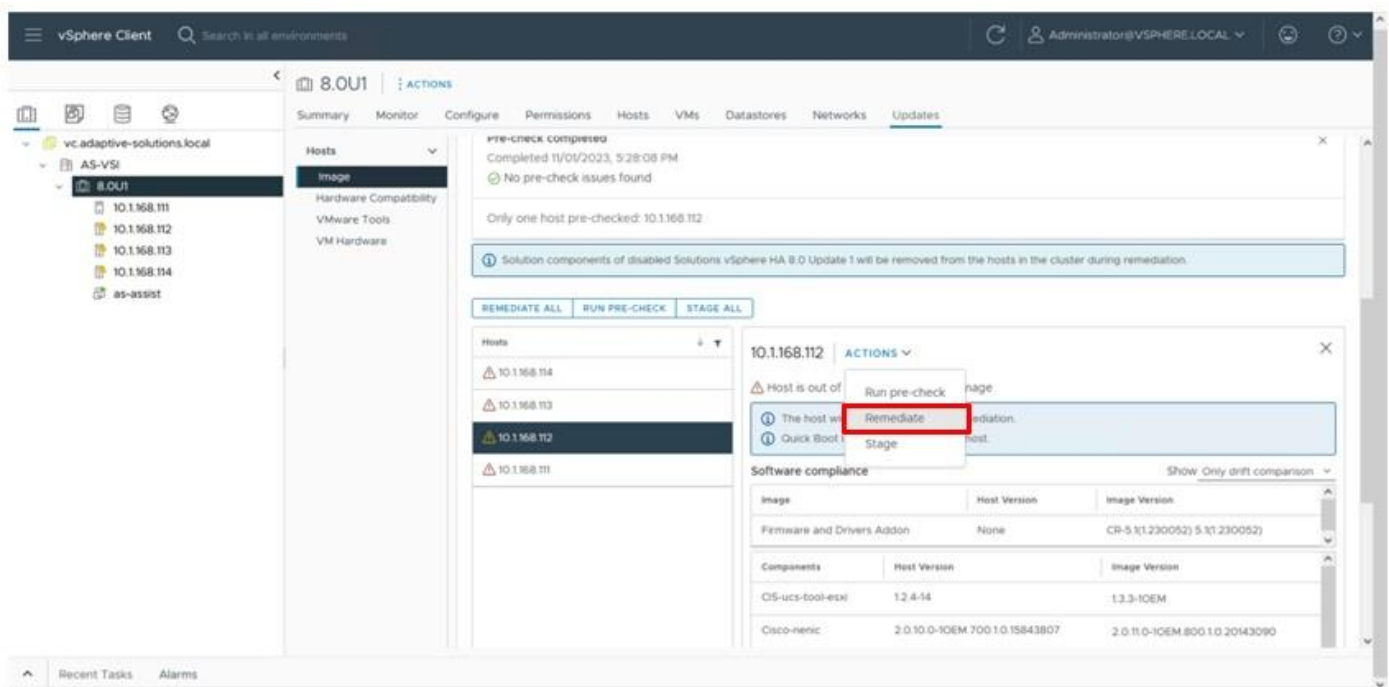 vSphere Client
Search in all environments
Administrator@VSPHERE.LOCAL
8.0U1
ACTIONS
Summary Monitor Configure Permissions Hosts VMs Datastores Networks Updates
vc.adaptive-solutions.local
AS-VSI
8.0U1
10.1.168.111
10.1.168.112
10.1.168.113
10.1.168.114
as-assist
Hosts
Image
Hardware Compatibility
VMware Tools
VM Hardware
Pre-check completed
Completed 11/01/2023, 5:28:08 PM
No pre-check issues found
Only one host pre-checked: 10.1.168.112
Solution components of disabled Solutions vSphere HA 8.0 Update 1 will be removed from the hosts in the cluster during remediation.
REMEDIATE ALL RUN PRE-CHECK STAGE ALL
Hosts
10.1.168.114
10.1.168.113
10.1.168.112
10.1.168.111
10.1.168.112 ACTIONS
Host is out of
The host
Quick Boot
Run pre-check
Remediate
Stage
host.
Software compliance Show Only drift comparison
Image Host Version Image Version
Firmware and Drivers Addon None CR-5.1(1.230052) 5.1(1.230052)
Components Host Version Image Version
CIS-ucs-tool-esxi 1.2.4-14 1.3.3-1OEM
Cisco-nenic 2.0.10.0-1OEM.700.1.0.15843807 2.0.11.0-1OEM.800.1.0.20143090
Recent Tasks Alarms